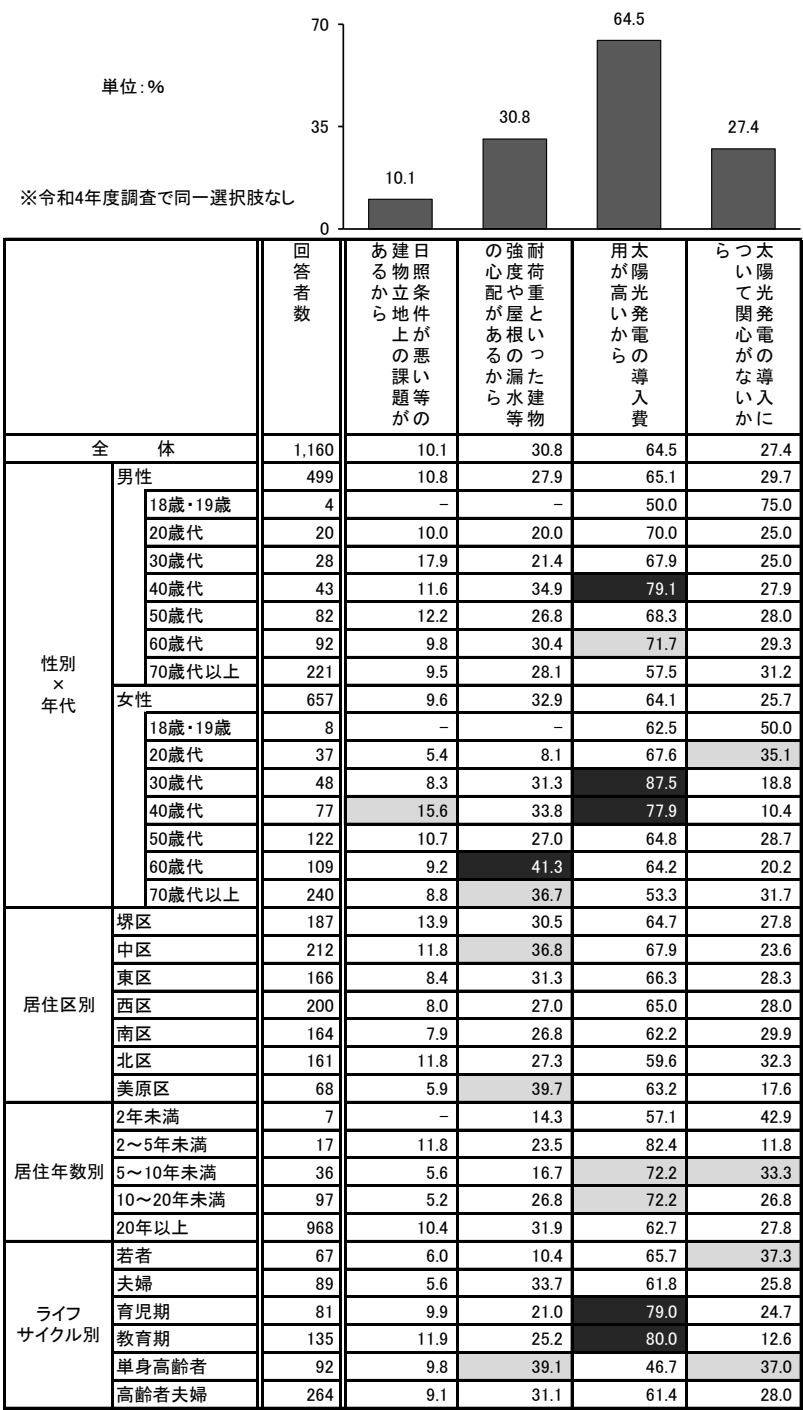 単位：％
※令和4年度調査で同一選択肢なし
70
35
0
10.1
30.8
64.5
27.4
回答者数
日照条件が悪い等の
建物立地上の課題が
あるから
耐荷重といった建物
強度や屋根の漏水等
の心配があるから
太陽光発電の導入費
用が高いから
太陽光発電の導入に
ついて関心がないか
ら
全 体 1,160 10.1 30.8 64.5 27.4
性別
×
年代
男性 499 10.8 27.9 65.1 29.7
18歳・19歳 4 － － 50.0 75.0
20歳代 20 10.0 20.0 70.0 25.0
30歳代 28 17.9 21.4 67.9 25.0
40歳代 43 11.6 34.9 79.1 27.9
50歳代 82 12.2 26.8 68.3 28.0
60歳代 92 9.8 30.4 71.7 29.3
70歳代以上 221 9.5 28.1 57.5 31.2
女性 657 9.6 32.9 64.1 25.7
18歳・19歳 8 － － 62.5 50.0
20歳代 37 5.4 8.1 67.6 35.1
30歳代 48 8.3 31.3 87.5 18.8
40歳代 77 15.6 33.8 77.9 10.4
50歳代 122 10.7 27.0 64.8 28.7
60歳代 109 9.2 41.3 64.2 20.2
70歳代以上 240 8.8 36.7 53.3 31.7
居住区別
堺区 187 13.9 30.5 64.7 27.8
中区 212 11.8 36.8 67.9 23.6
東区 166 8.4 31.3 66.3 28.3
西区 200 8.0 27.0 65.0 28.0
南区 164 7.9 26.8 62.2 29.9
北区 161 11.8 27.3 59.6 32.3
美原区 68 5.9 39.7 63.2 17.6
居住年数別
2年未満 7 － 14.3 57.1 42.9
2～5年未満 17 11.8 23.5 82.4 11.8
5～10年未満 36 5.6 16.7 72.2 33.3
10～20年未満 97 5.2 26.8 72.2 26.8
20年以上 968 10.4 31.9 62.7 27.8
ライフ
サイクル別
若者 67 6.0 10.4 65.7 37.3
夫婦 89 5.6 33.7 61.8 25.8
育児期 81 9.9 21.0 79.0 24.7
教育期 135 11.9 25.2 80.0 12.6
単身高齢者 92 9.8 39.1 46.7 37.0
高齢者夫婦 264 9.1 31.1 61.4 28.0